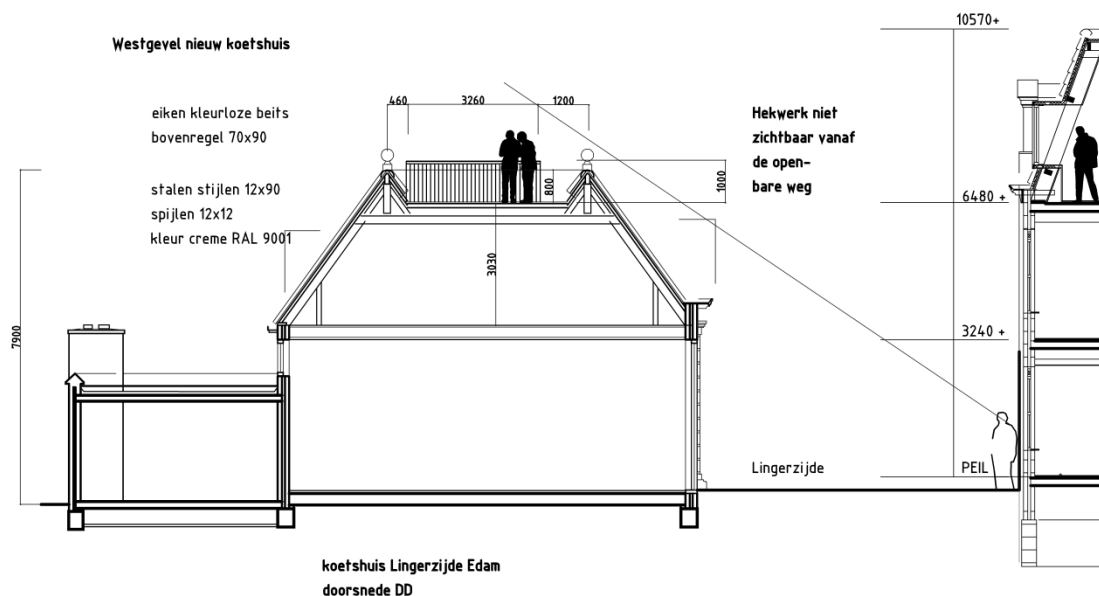 10570+
Westgevel nieuw koetshuis
460
3260
1200
eiken kleurloze beits
bovenregel 70x90
Hekwerk niet
zichtbaar vanaf
de open-
bare weg
stalen stijlen 12x90
spijlen 12x12
kleur creme RAL 9001
800
1000
6480 +
3030
7900
3240 +
Lingerzijde
PEIL
koetshuis Lingerzijde Edam
doorsnede DD